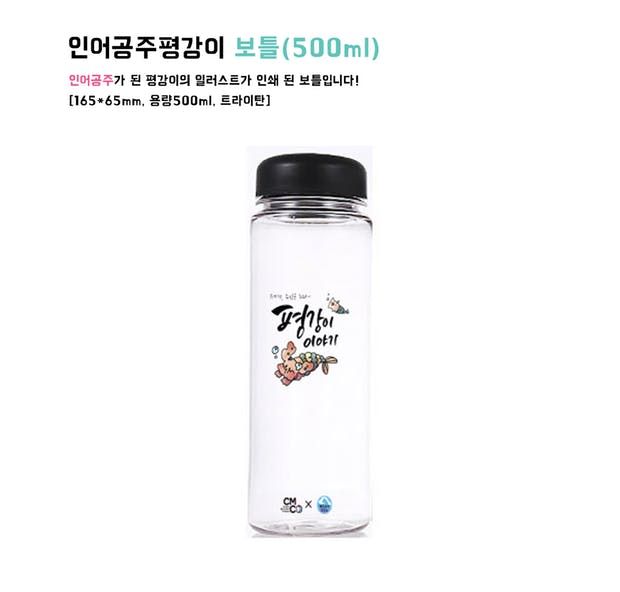 인어공주평강이 보틀(500ml)
인어공주가 된 평강이의 일러스트가 인쇄 된 보틀입니다!
[165*65mm, 용량500ml, 트라이탄]
평강이
이야기
CM
CO X